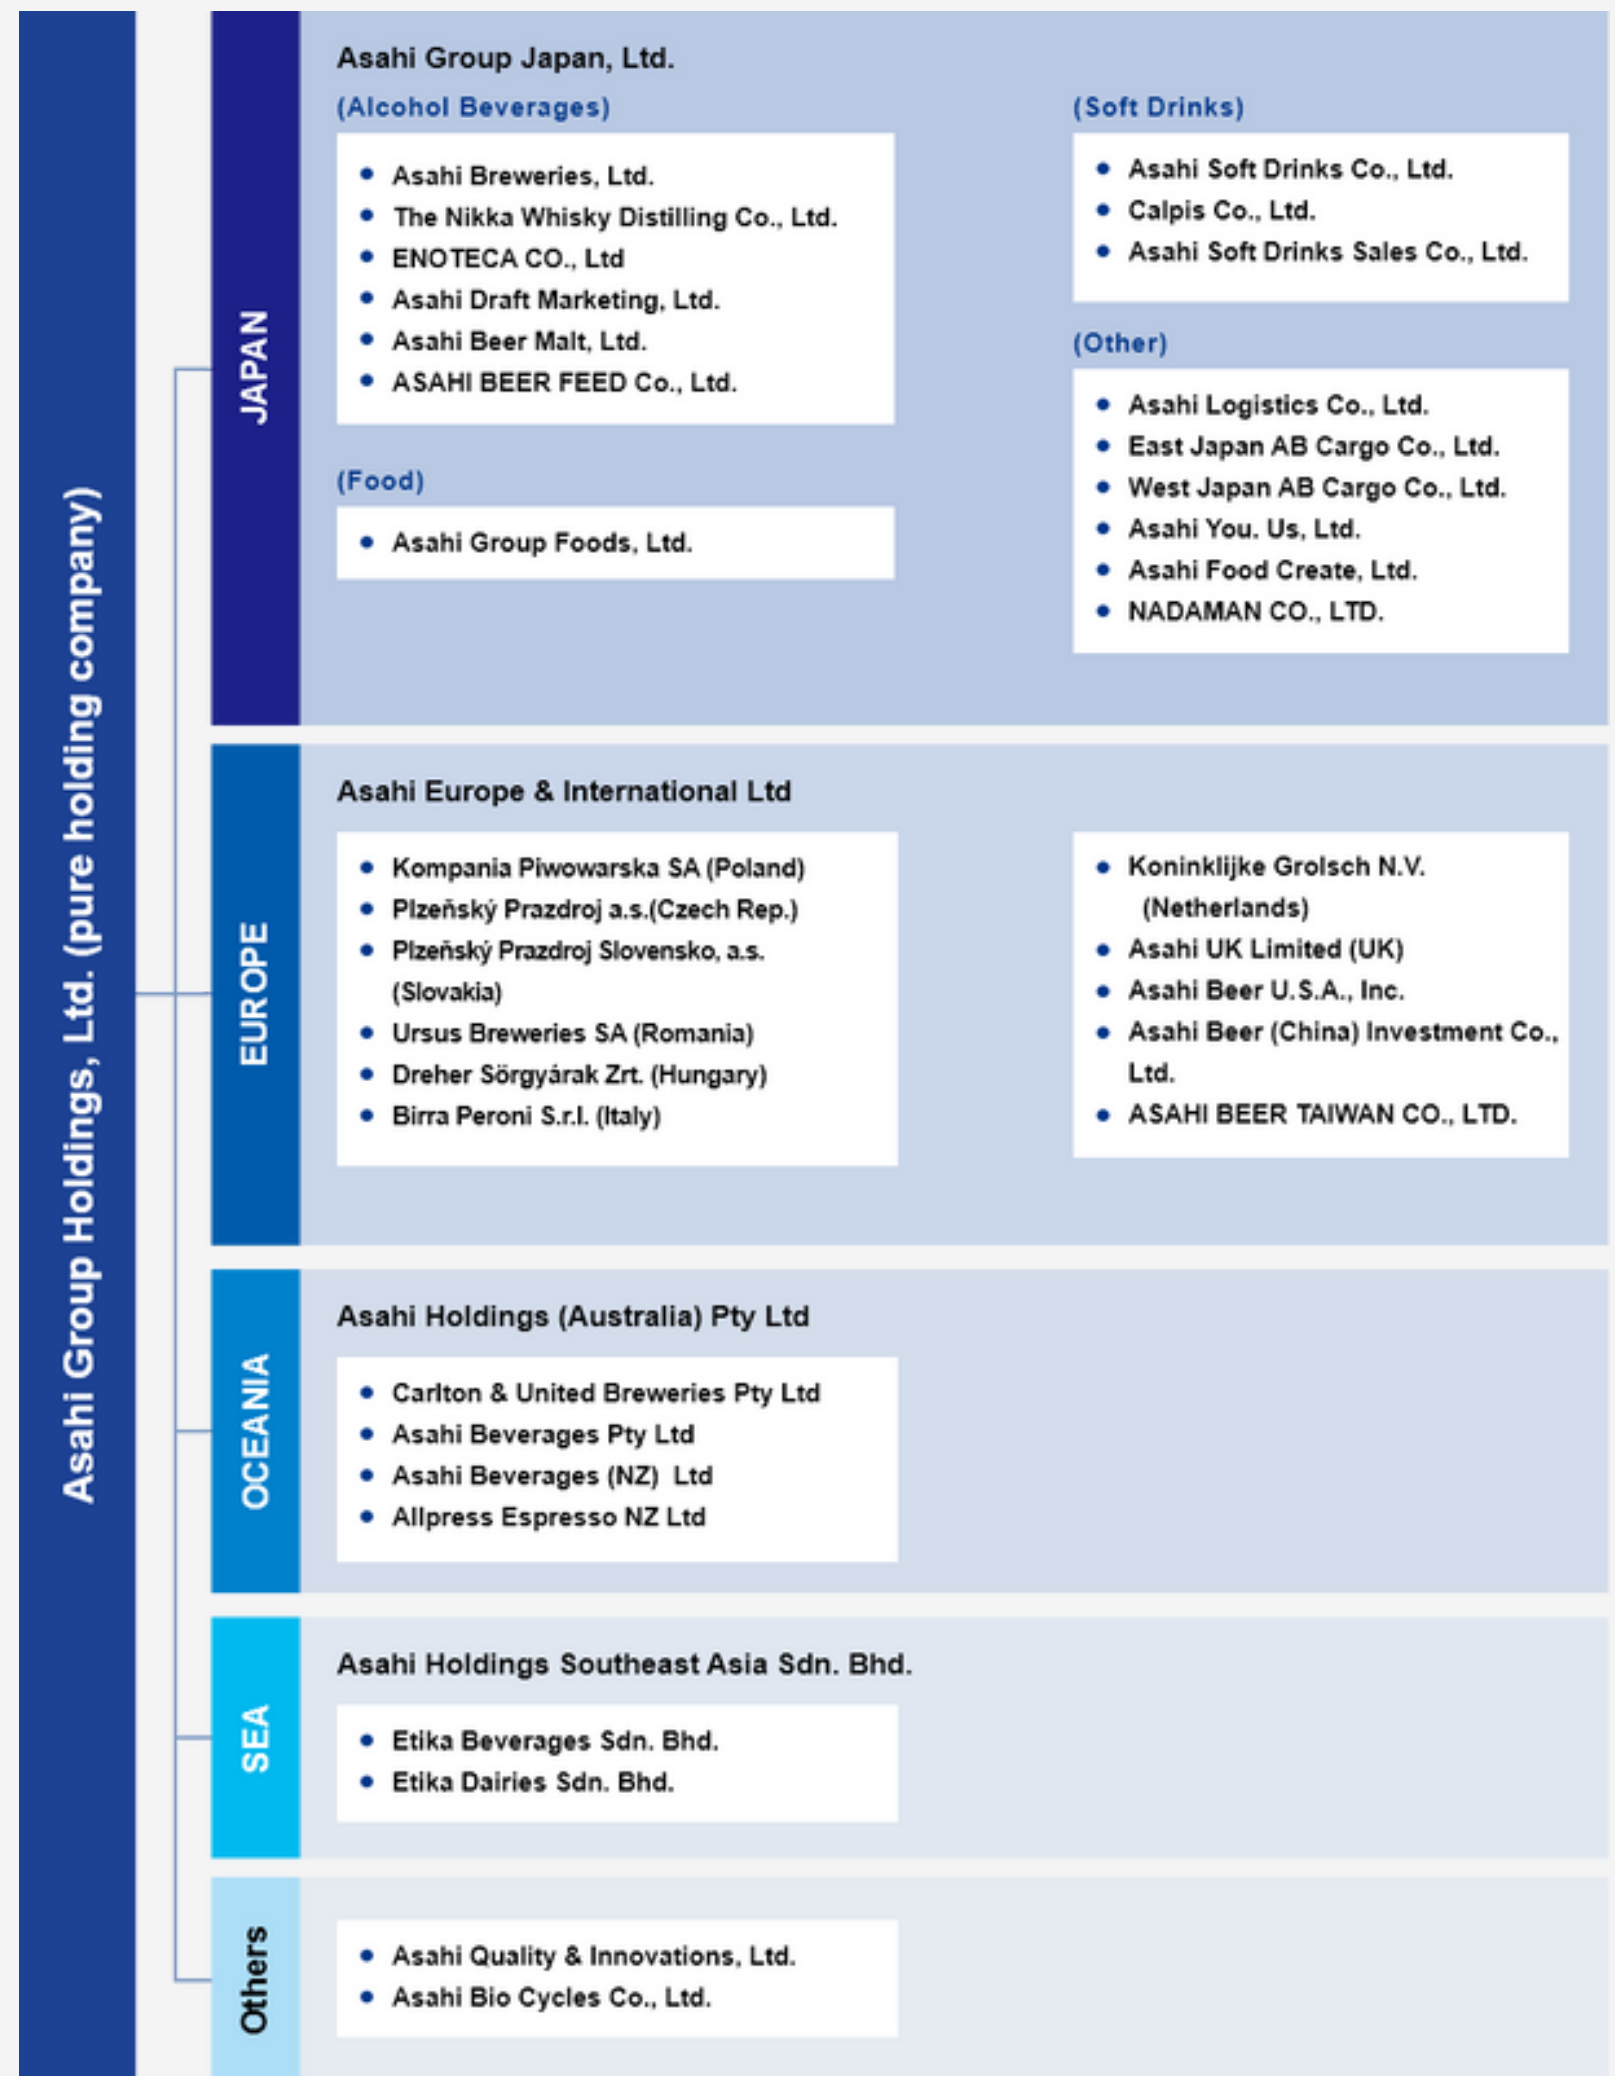 Asahi Group Holdings, Ltd. (pure holding company)
JAPAN
Asahi Group Japan, Ltd.
(Alcohol Beverages)
Asahi Breweries, Ltd.
The Nikka Whisky Distilling Co., Ltd.
ENOTECA CO., Ltd
Asahi Draft Marketing, Ltd.
Asahi Beer Malt, Ltd.
ASAHI BEER FEED Co., Ltd.
(Food)
Asahi Group Foods, Ltd.
(Soft Drinks)
Asahi Soft Drinks Co., Ltd.
Calpis Co., Ltd.
Asahi Soft Drinks Sales Co., Ltd.
(Other)
Asahi Logistics Co., Ltd.
East Japan AB Cargo Co., Ltd.
West Japan AB Cargo Co., Ltd.
Asahi You. Us, Ltd.
Asahi Food Create, Ltd.
NADAMAN CO., LTD.
EUROPE
Asahi Europe & International Ltd
Kompania Piwowarska SA (Poland)
Plzeňský Prazdroj a.s.(Czech Rep.)
Plzeňský Prazdroj Slovensko, a.s.
(Slovakia)
Ursus Breweries SA (Romania)
Dreher Sörgyárak Zrt. (Hungary)
Birra Peroni S.r.l. (Italy)
Koninklijke Grolsch N.V.
(Netherlands)
Asahi UK Limited (UK)
Asahi Beer U.S.A., Inc.
Asahi Beer (China) Investment Co.,
Ltd.
ASAHI BEER TAIWAN CO., LTD.
OCEANIA
Asahi Holdings (Australia) Pty Ltd
Carlton & United Breweries Pty Ltd
Asahi Beverages Pty Ltd
Asahi Beverages (NZ) Ltd
Allpress Espresso NZ Ltd
SEA
Asahi Holdings Southeast Asia Sdn. Bhd.
Etika Beverages Sdn. Bhd.
Etika Dairies Sdn. Bhd.
Others
Asahi Quality & Innovations, Ltd.
Asahi Bio Cycles Co., Ltd.